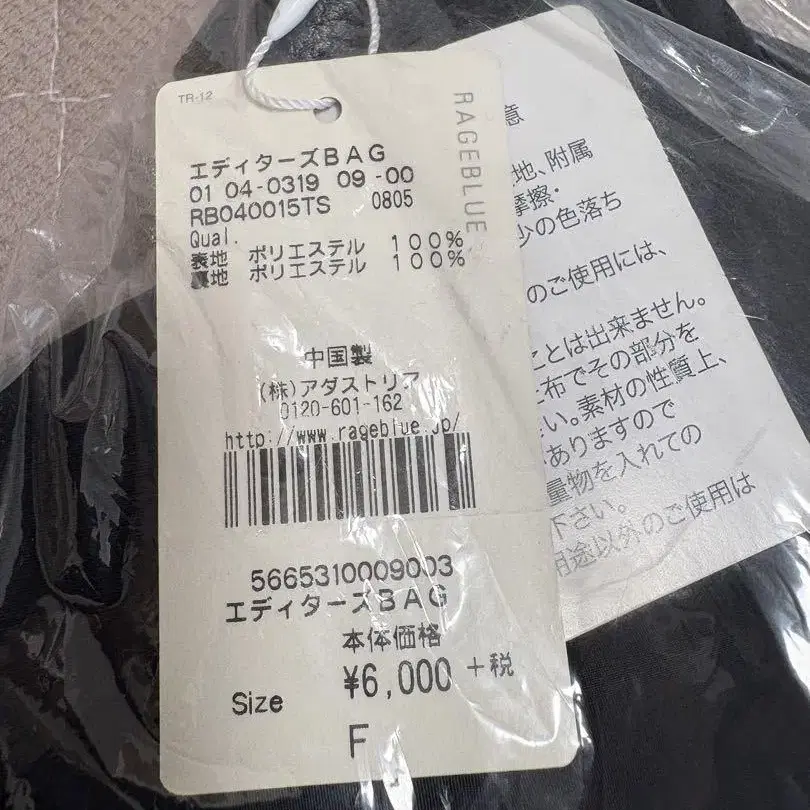 TR-12
RAGEBLUE
エディターズBAG
01 04-0319 09-00
RB040015TS 0805
Qual.
表地 ポリエステル 100%
裏地 ポリエステル 100%
中国製
(株)アダストリア
0120-601-162
http://www.rageblue.jp/
5665310009003
エディターズBAG
本体価格
¥6,000 +税
Size
F
意
地、附属
摩擦・
少の色落ち
のご使用には、
ことは出来ません。
布でその部分を
い。素材の性質上、
がありますので
量物を入れての
下さい。
用途以外のご使用は